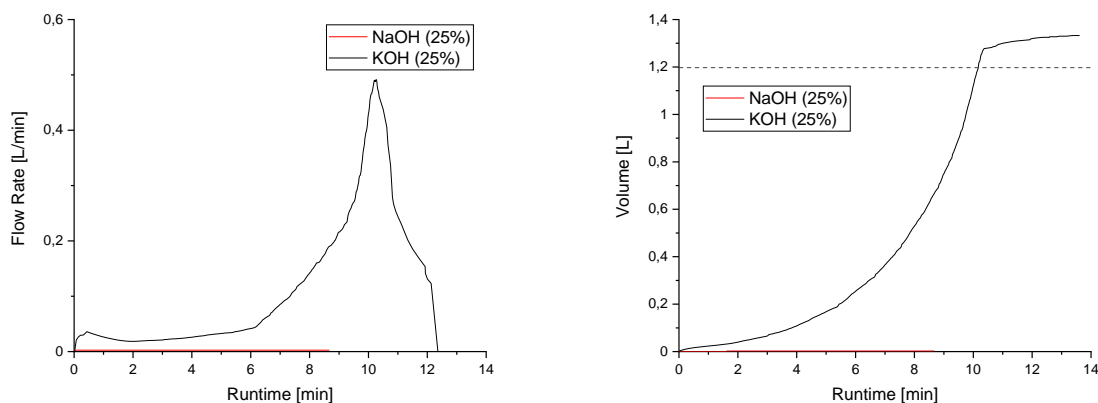 0,6
0,4
0,2
0
Flow Rate [L/min]
NaOH (25%)
KOH (25%)
0 2 4 6 8 10 12 14
Runtime [min]
1,4
1,2
1
0,8
0,6
0,4
0,2
0
Volume [L]
NaOH (25%)
KOH (25%)
0 2 4 6 8 10 12 14
Runtime [min]